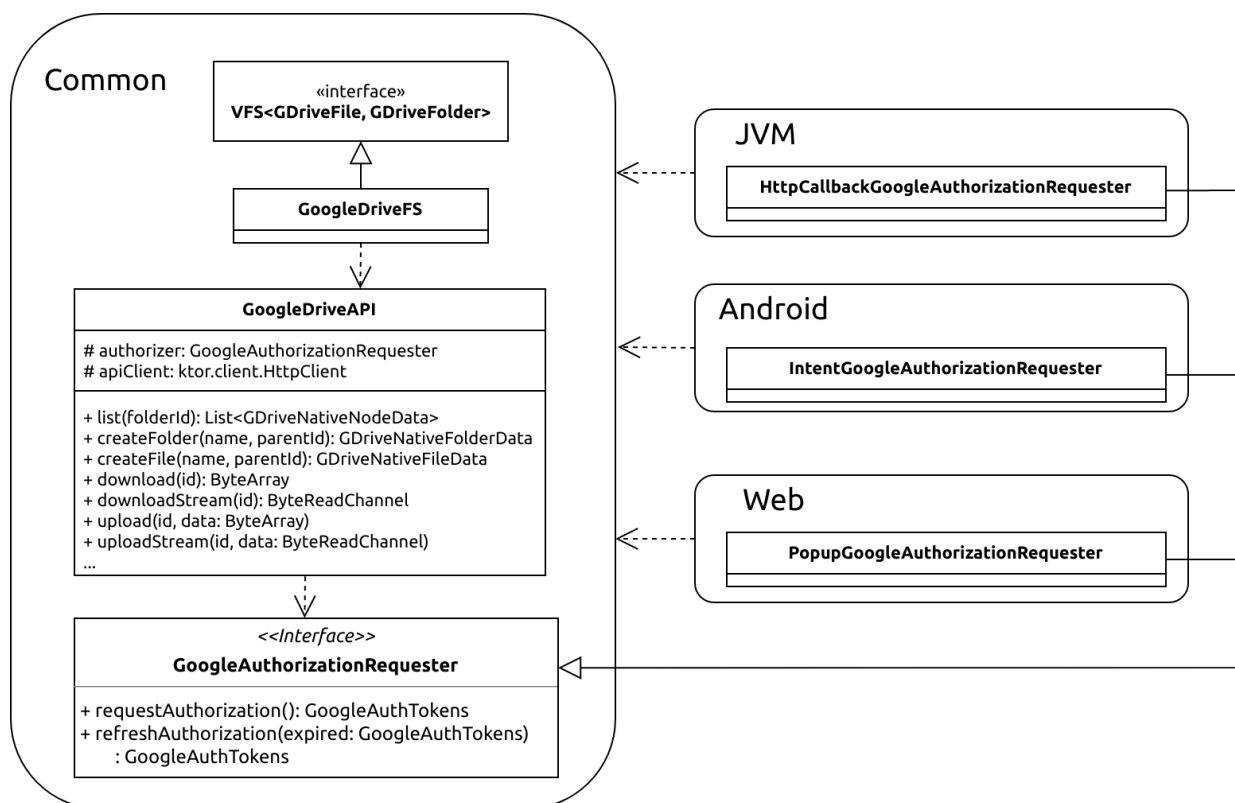 Common
«interface»
VFS<GDriveFile, GDriveFolder>
GoogleDriveFS
GoogleDriveAPI
# authorizer: GoogleAuthorizationRequester
# apiClient: ktor.client.HttpClient
+ list(folderId): List<GDriveNativeNodeData>
+ createFolder(name, parentId): GDriveNativeFolderData
+ createFile(name, parentId): GDriveNativeFileData
+ download(id): ByteArray
+ downloadStream(id): ByteReadChannel
+ upload(id, data: ByteArray)
+ uploadStream(id, data: ByteReadChannel)
...
<<Interface>>
GoogleAuthorizationRequester
+ requestAuthorization(): GoogleAuthTokens
+ refreshAuthorization(expired: GoogleAuthTokens)
: GoogleAuthTokens
JVM
HttpCallbackGoogleAuthorizationRequester
Android
IntentGoogleAuthorizationRequester
Web
PopupGoogleAuthorizationRequester